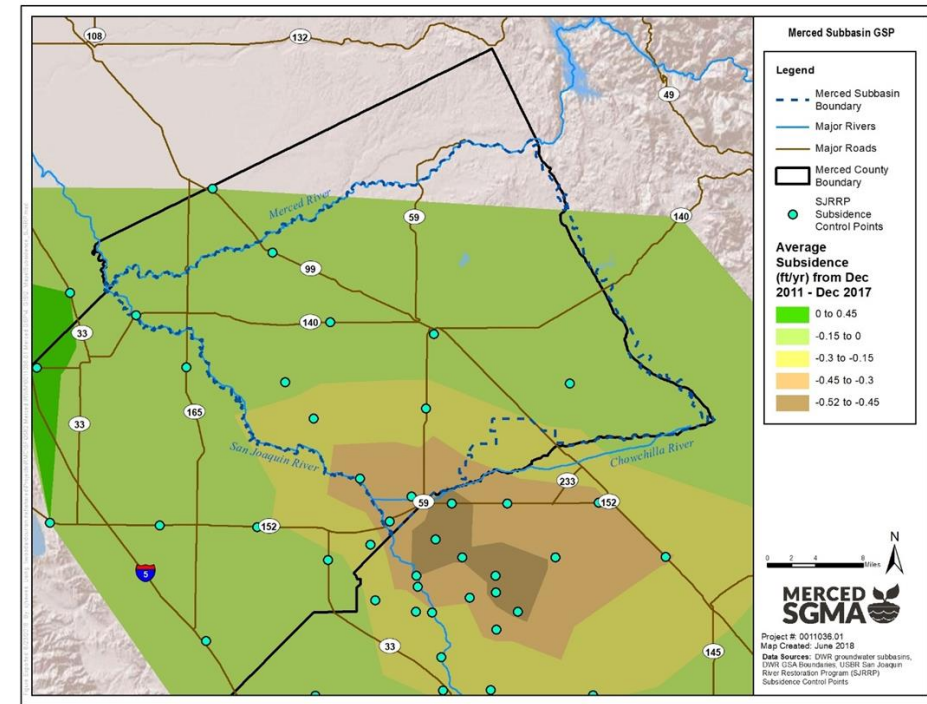 Merced Subbasin GSP
Legend
Merced Subbasin
Boundary
Major Rivers
Major Roads
Merced County
Boundary
SJRRP
Subsidence
Control Points
Average
Subsidence
(ft/yr) from Dec
2011 - Dec 2017
0 to 0.45
-0.15 to 0
-0.3 to -0.15
-0.45 to -0.3
-0.52 to -0.45
N
0 2 4 8
Miles
MERCED
SGMA
Project #: 0011036.01
Map Created: June 2018
Data Sources: DWR groundwater subbasins,
DWR GSA Boundaries, USBR San Joaquin
River Restoration Program (SJRRP)
Subsidence Control Points
108
132
49
Merced River
59
140
99
140
33
165
33
San Joaquin River
Chowchilla River
233
59
152
152
5
33
145